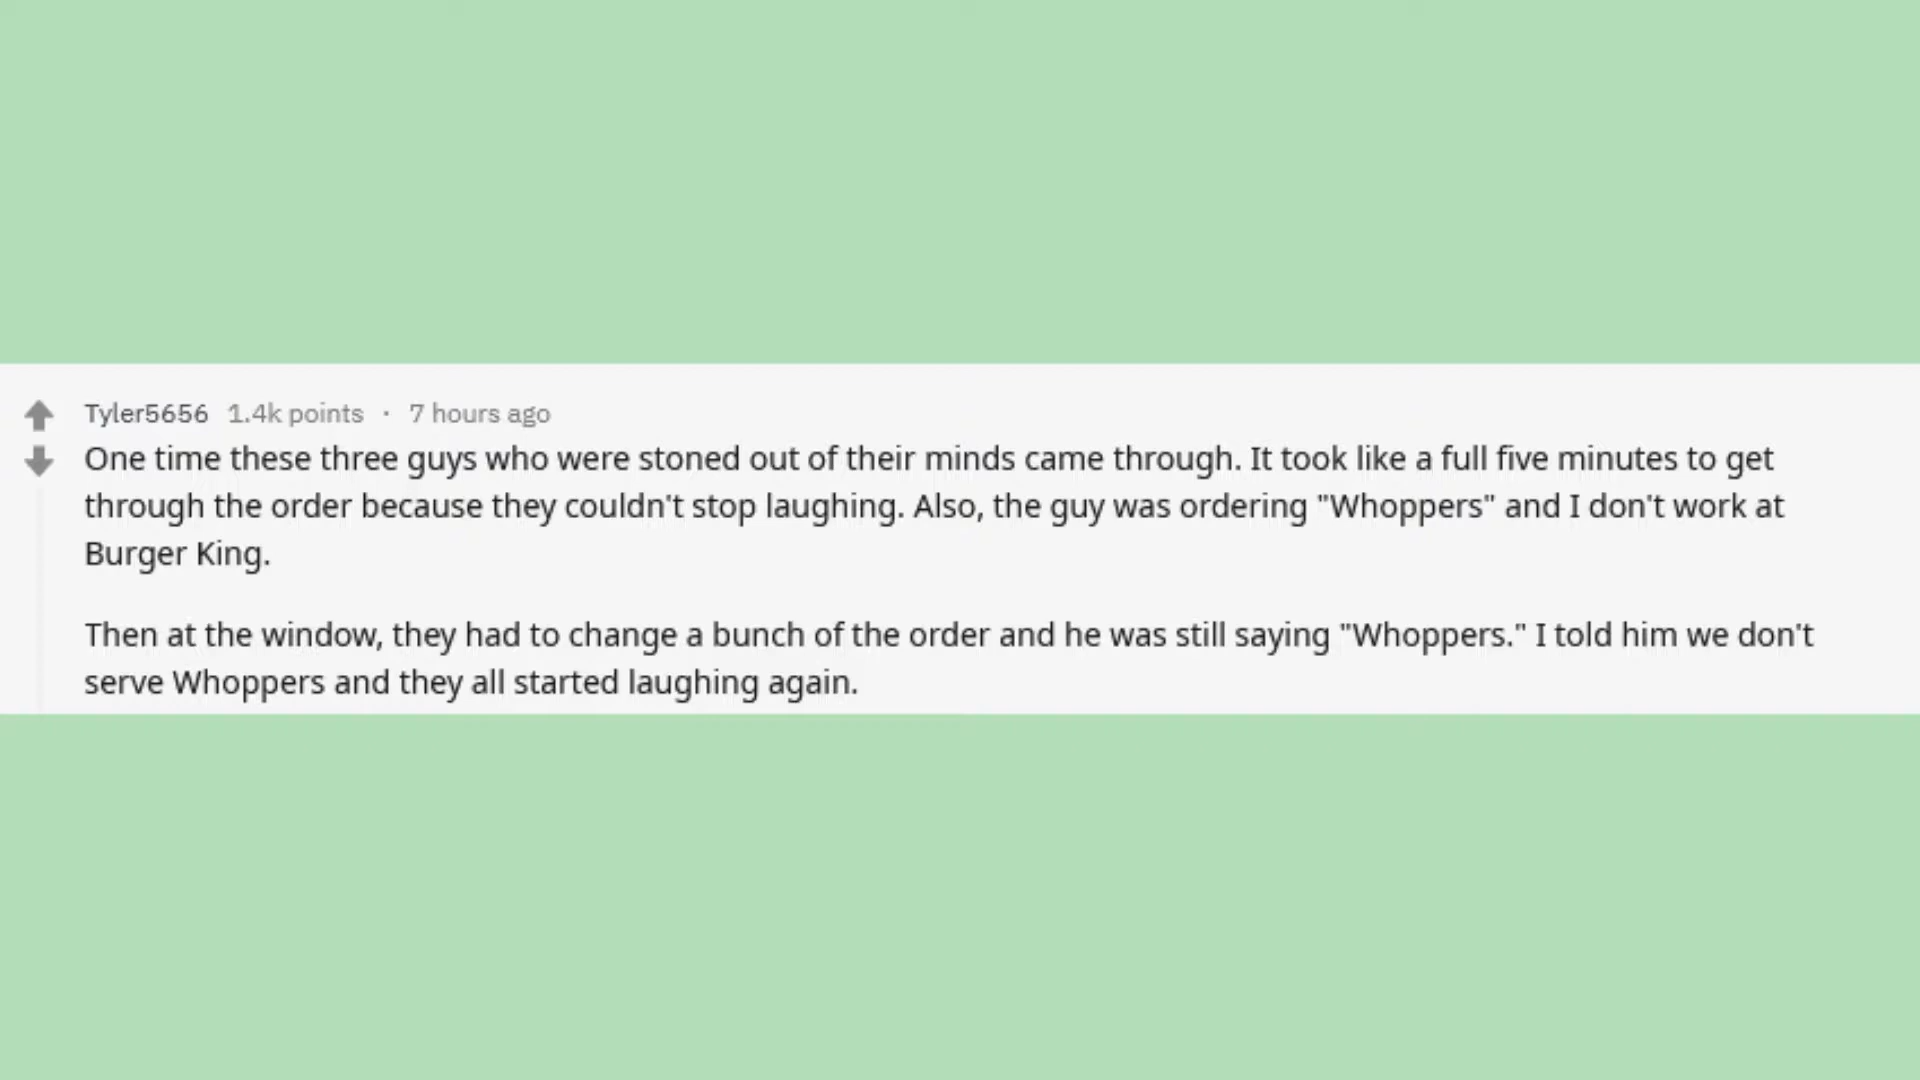 Tyler5656 1.4k points · 7 hours ago
One time these three guys who were stoned out of their minds came through. It took like a full five minutes to get
through the order because they couldn't stop laughing. Also, the guy was ordering "Whoppers" and I don't work at
Burger King.
Then at the window, they had to change a bunch of the order and he was still saying "Whoppers." I told him we don't
serve Whoppers and they all started laughing again.